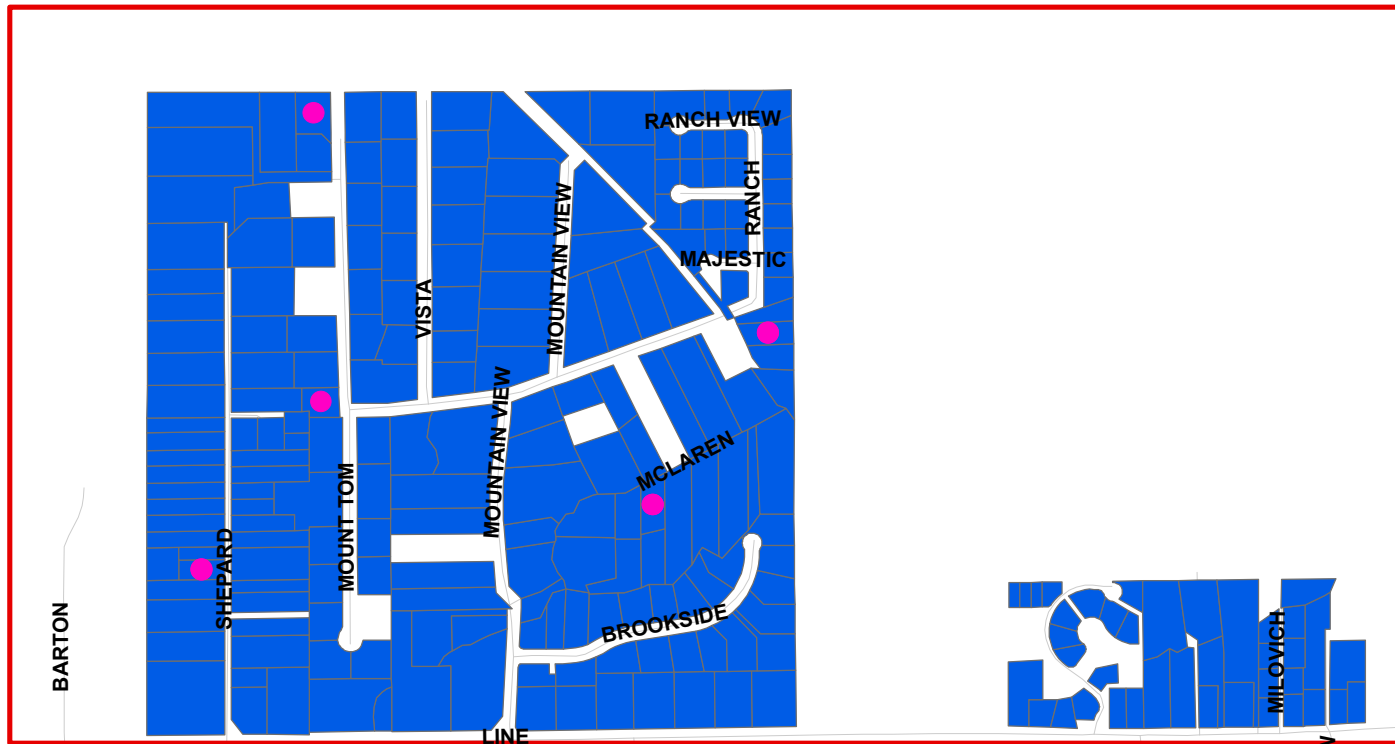 RANCH VIEW
RANCH
MOUNTAIN VIEW
MAJESTIC
VISTA
MOUNTAIN VIEW
MCLAREN
MOUNT TOM
SHEPARD
BROOKSIDE
BARTON
MILOVICH
LINE